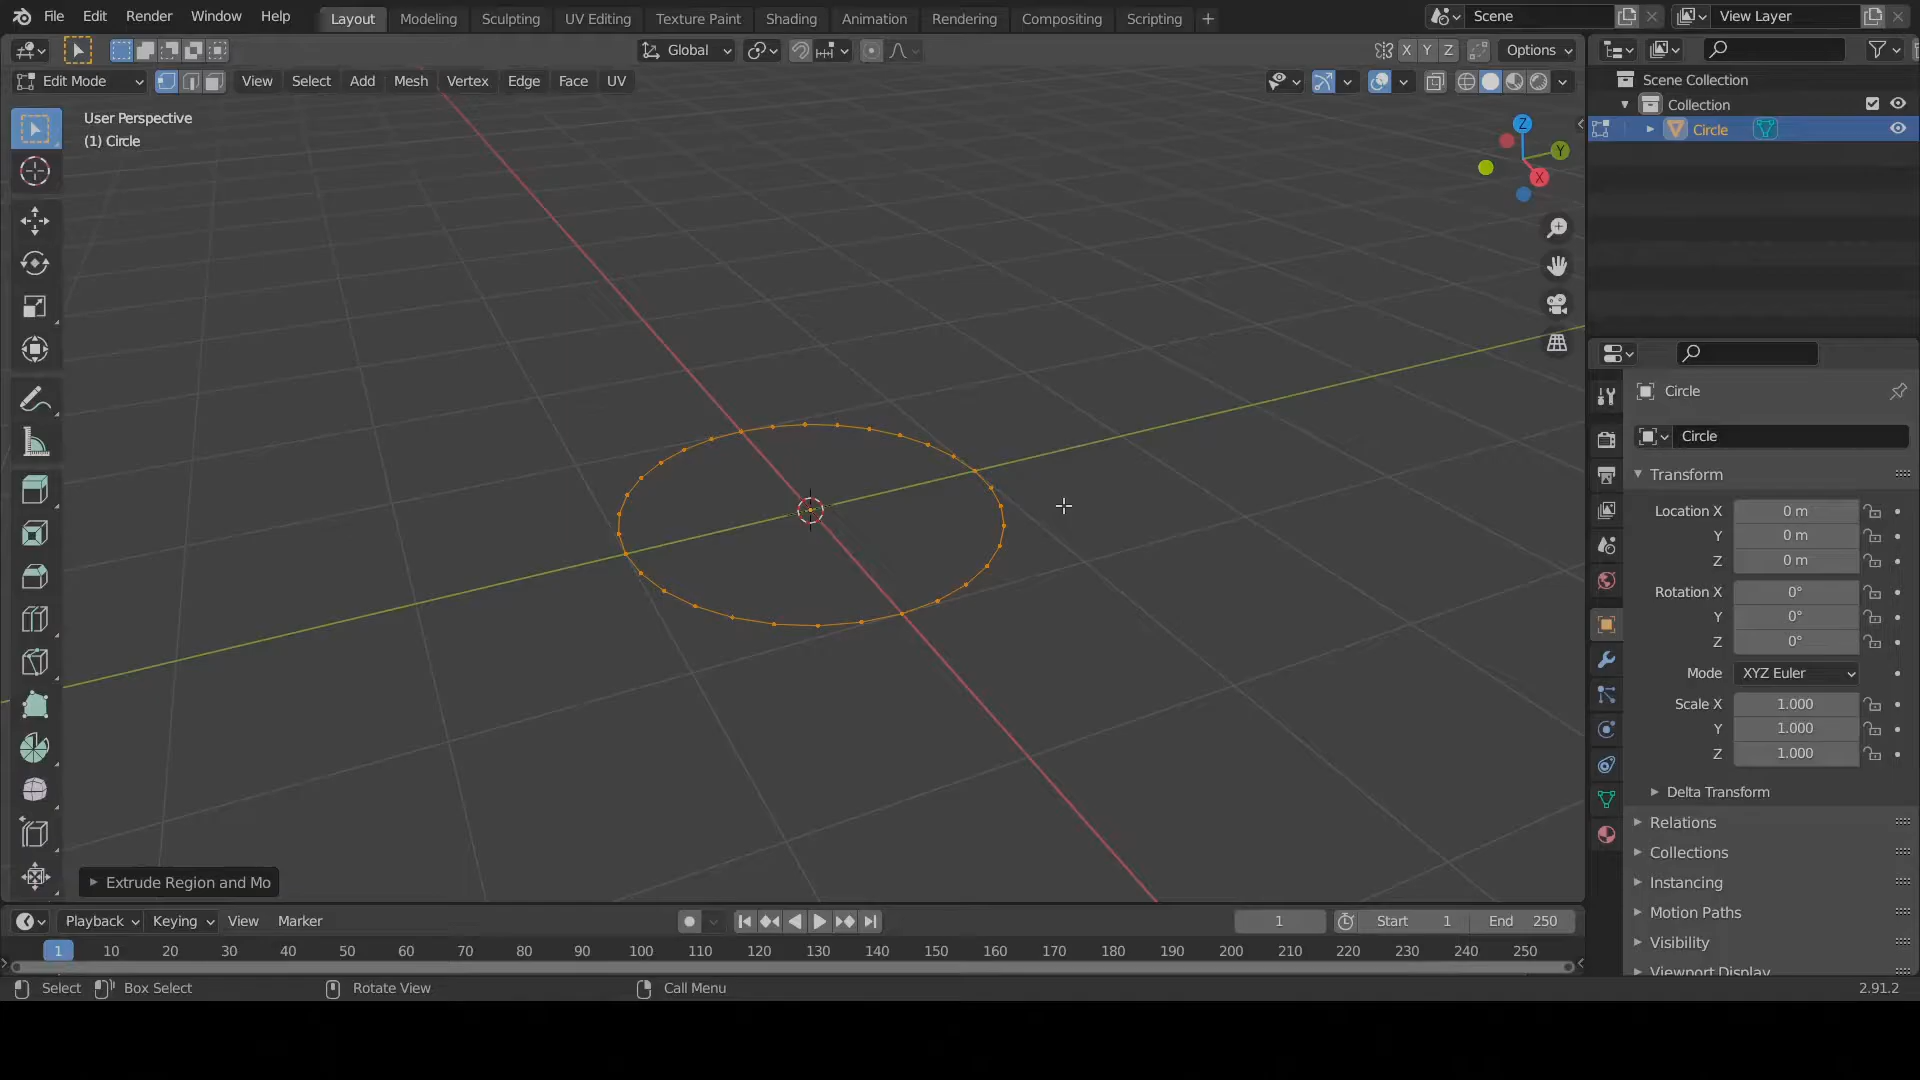 File Edit Render Window Help Layout Modeling Sculpting UV Editing Texture Paint Shading Animation Rendering Compositing Scripting + Scene View Layer
Global X Y Z Options
Edit Mode View Select Add Mesh Vertex Edge Face UV
Scene Collection
Collection
Circle
User Perspective
(1) Circle
Z
Y
X
Circle
Circle
Transform
Location X 0 m
Y 0 m
Z 0 m
Rotation X 0°
Y 0°
Z 0°
Mode XYZ Euler
Scale X 1.000
Y 1.000
Z 1.000
Delta Transform
Relations
Collections
Instancing
Motion Paths
Visibility
Viewport Display
Extrude Region and Mo
Playback Keying View Marker 1 Start 1 End 250
1 10 20 30 40 50 60 70 80 90 100 110 120 130 140 150 160 170 180 190 200 210 220 230 240 250
Select Box Select Rotate View Call Menu 2.91.2